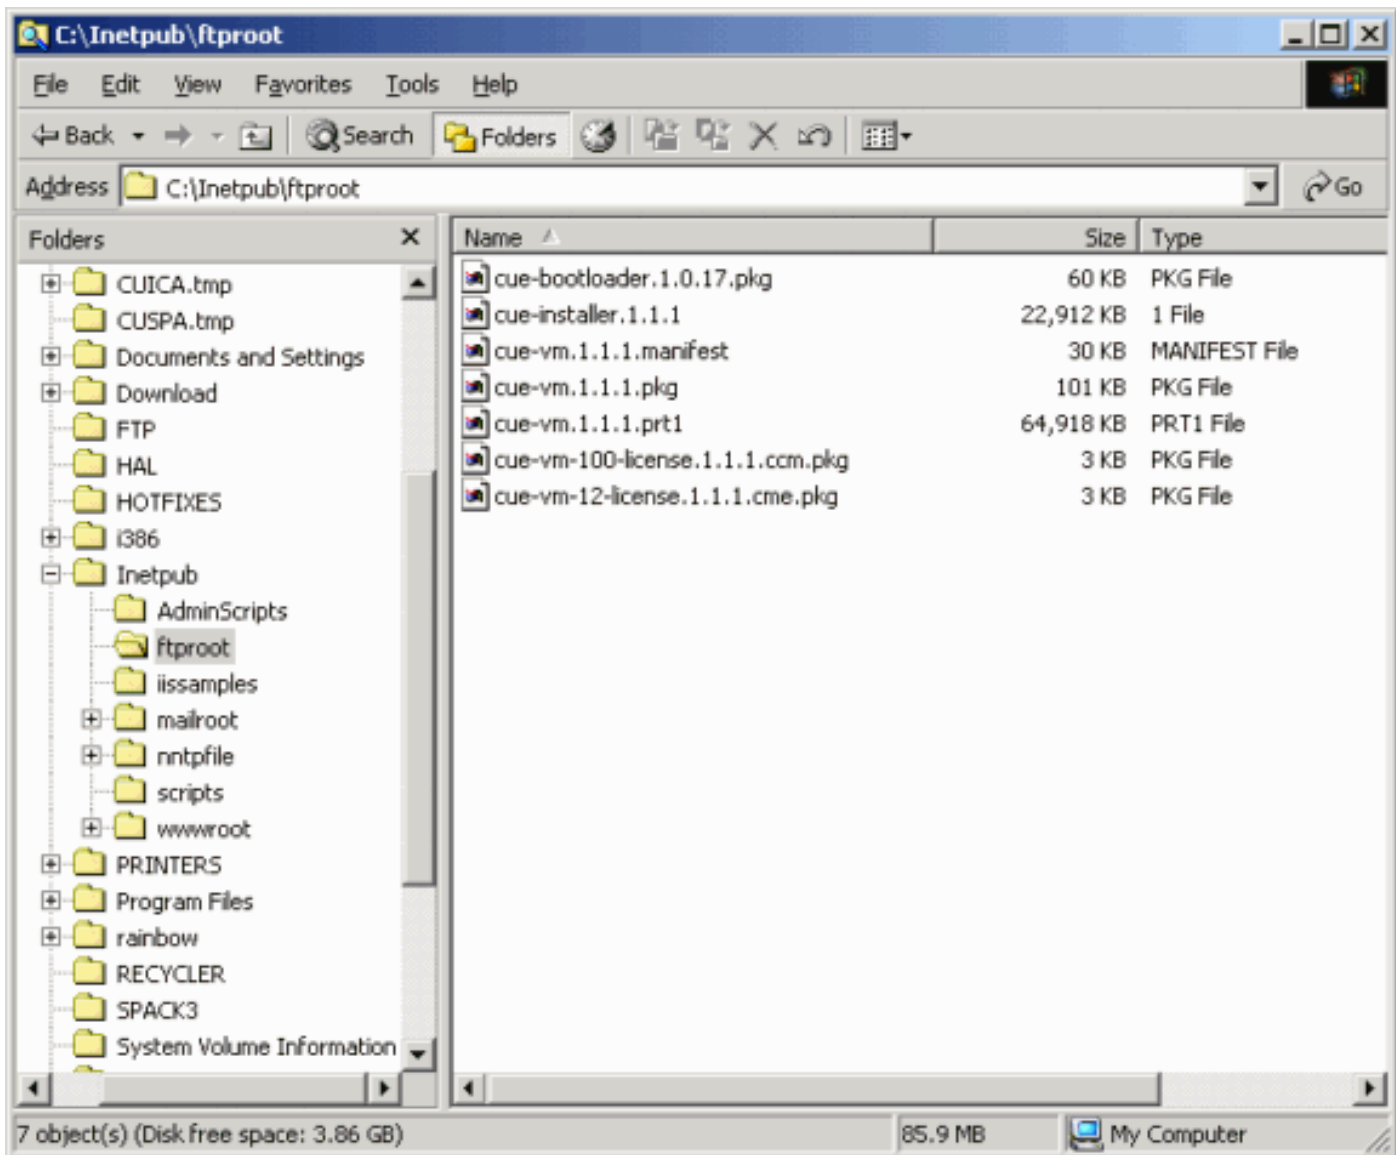 C:\Inetpub\ftproot
File Edit View Favorites Tools Help
Back Search Folders
Address C:\Inetpub\ftproot Go
Folders
CUICA.tmp
CUSPA.tmp
Documents and Settings
Download
FTP
HAL
HOTFIXES
i386
Inetpub
AdminScripts
ftproot
iissamples
mailroot
nntpfile
scripts
wwwroot
PRINTERS
Program Files
rainbow
RECYCLER
SPACK3
System Volume Information
Name Size Type
cue-bootloader.1.0.17.pkg 60 KB PKG File
cue-installer.1.1.1 22,912 KB 1 File
cue-vm.1.1.1.manifest 30 KB MANIFEST File
cue-vm.1.1.1.pkg 101 KB PKG File
cue-vm.1.1.1.prt1 64,918 KB PRT1 File
cue-vm-100-license.1.1.1.ccm.pkg 3 KB PKG File
cue-vm-12-license.1.1.1.cme.pkg 3 KB PKG File
7 object(s) (Disk free space: 3.86 GB) 85.9 MB My Computer